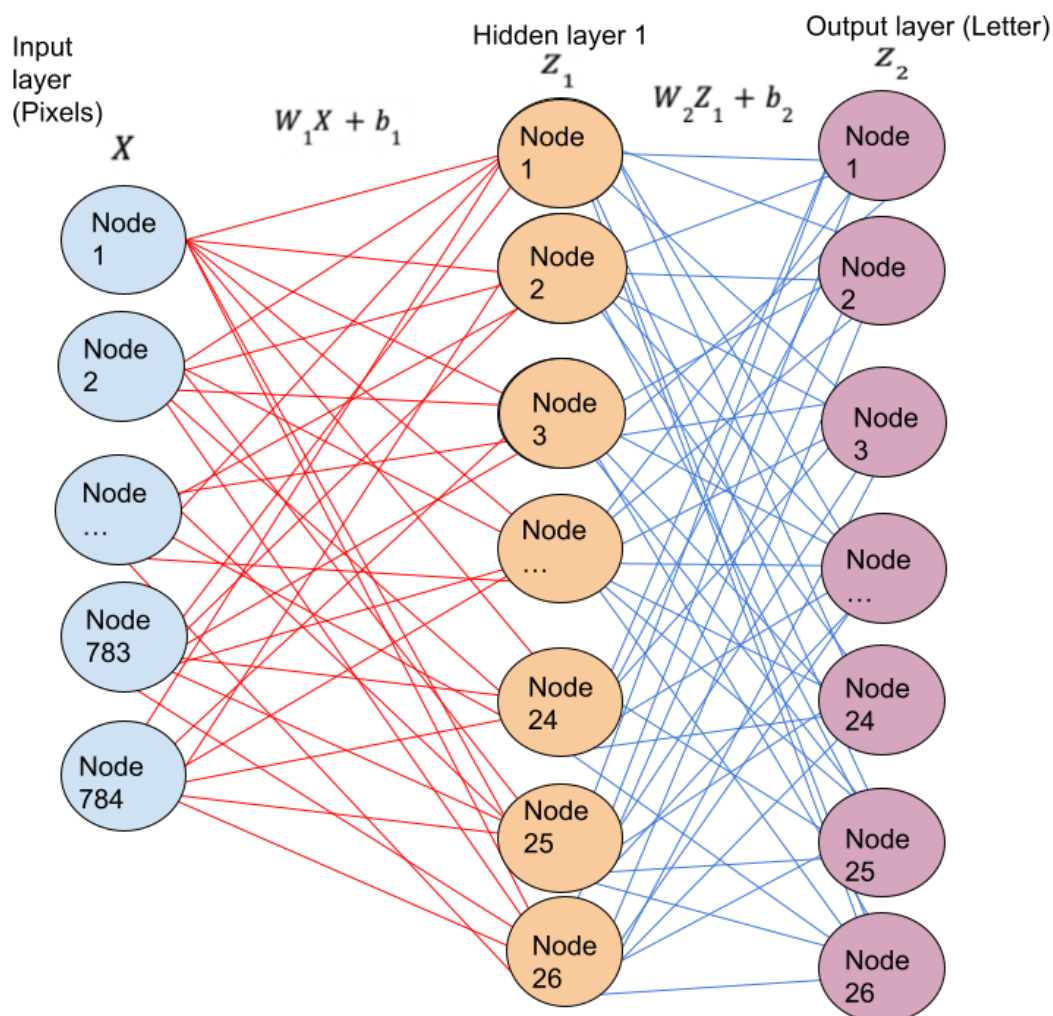 Input
layer
(Pixels)
X
Node
1
Node
2
Node
...
Node
783
Node
784
W₁X + b₁
Hidden layer 1
Z₁
Node
1
Node
2
Node
3
Node
...
Node
24
Node
25
Node
26
W₂Z₁ + b₂
Output layer (Letter)
Z₂
Node
1
Node
2
Node
3
Node
...
Node
24
Node
25
Node
26